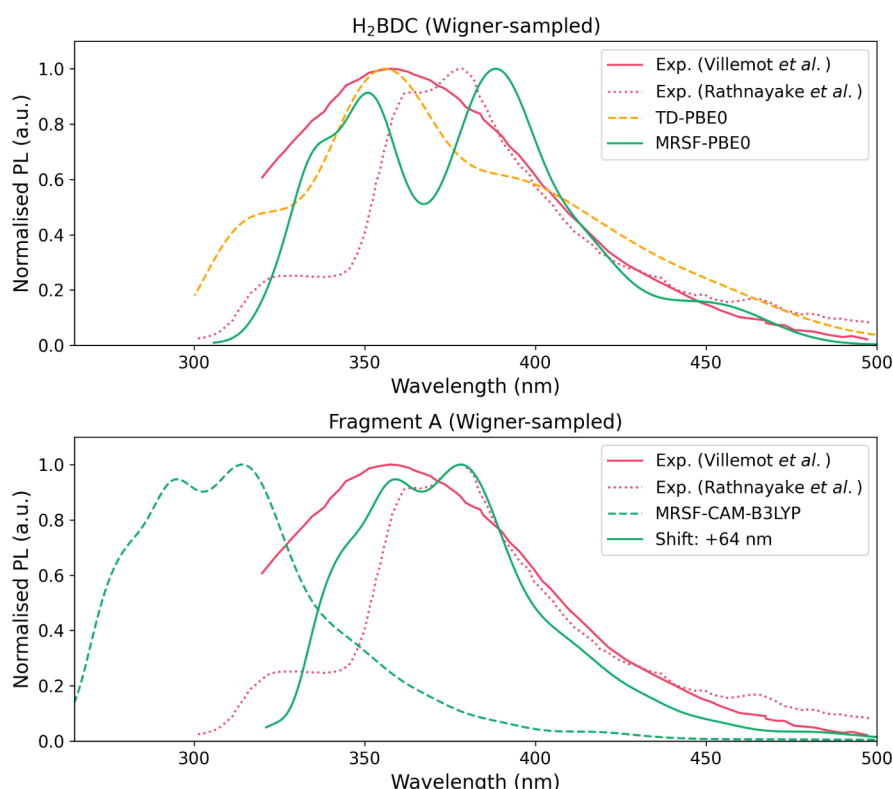 H₂BDC (Wigner-sampled)
Normalised PL (a.u.)
1.0
0.8
0.6
0.4
0.2
0.0
Exp. (Villemot et al.)
Exp. (Rathnayake et al.)
TD-PBE0
MRSF-PBE0
300 350 400 450 500
Wavelength (nm)
Fragment A (Wigner-sampled)
Normalised PL (a.u.)
1.0
0.8
0.6
0.4
0.2
0.0
Exp. (Villemot et al.)
Exp. (Rathnayake et al.)
MRSF-CAM-B3LYP
Shift: +64 nm
300 350 400 450 500
Wavelength (nm)